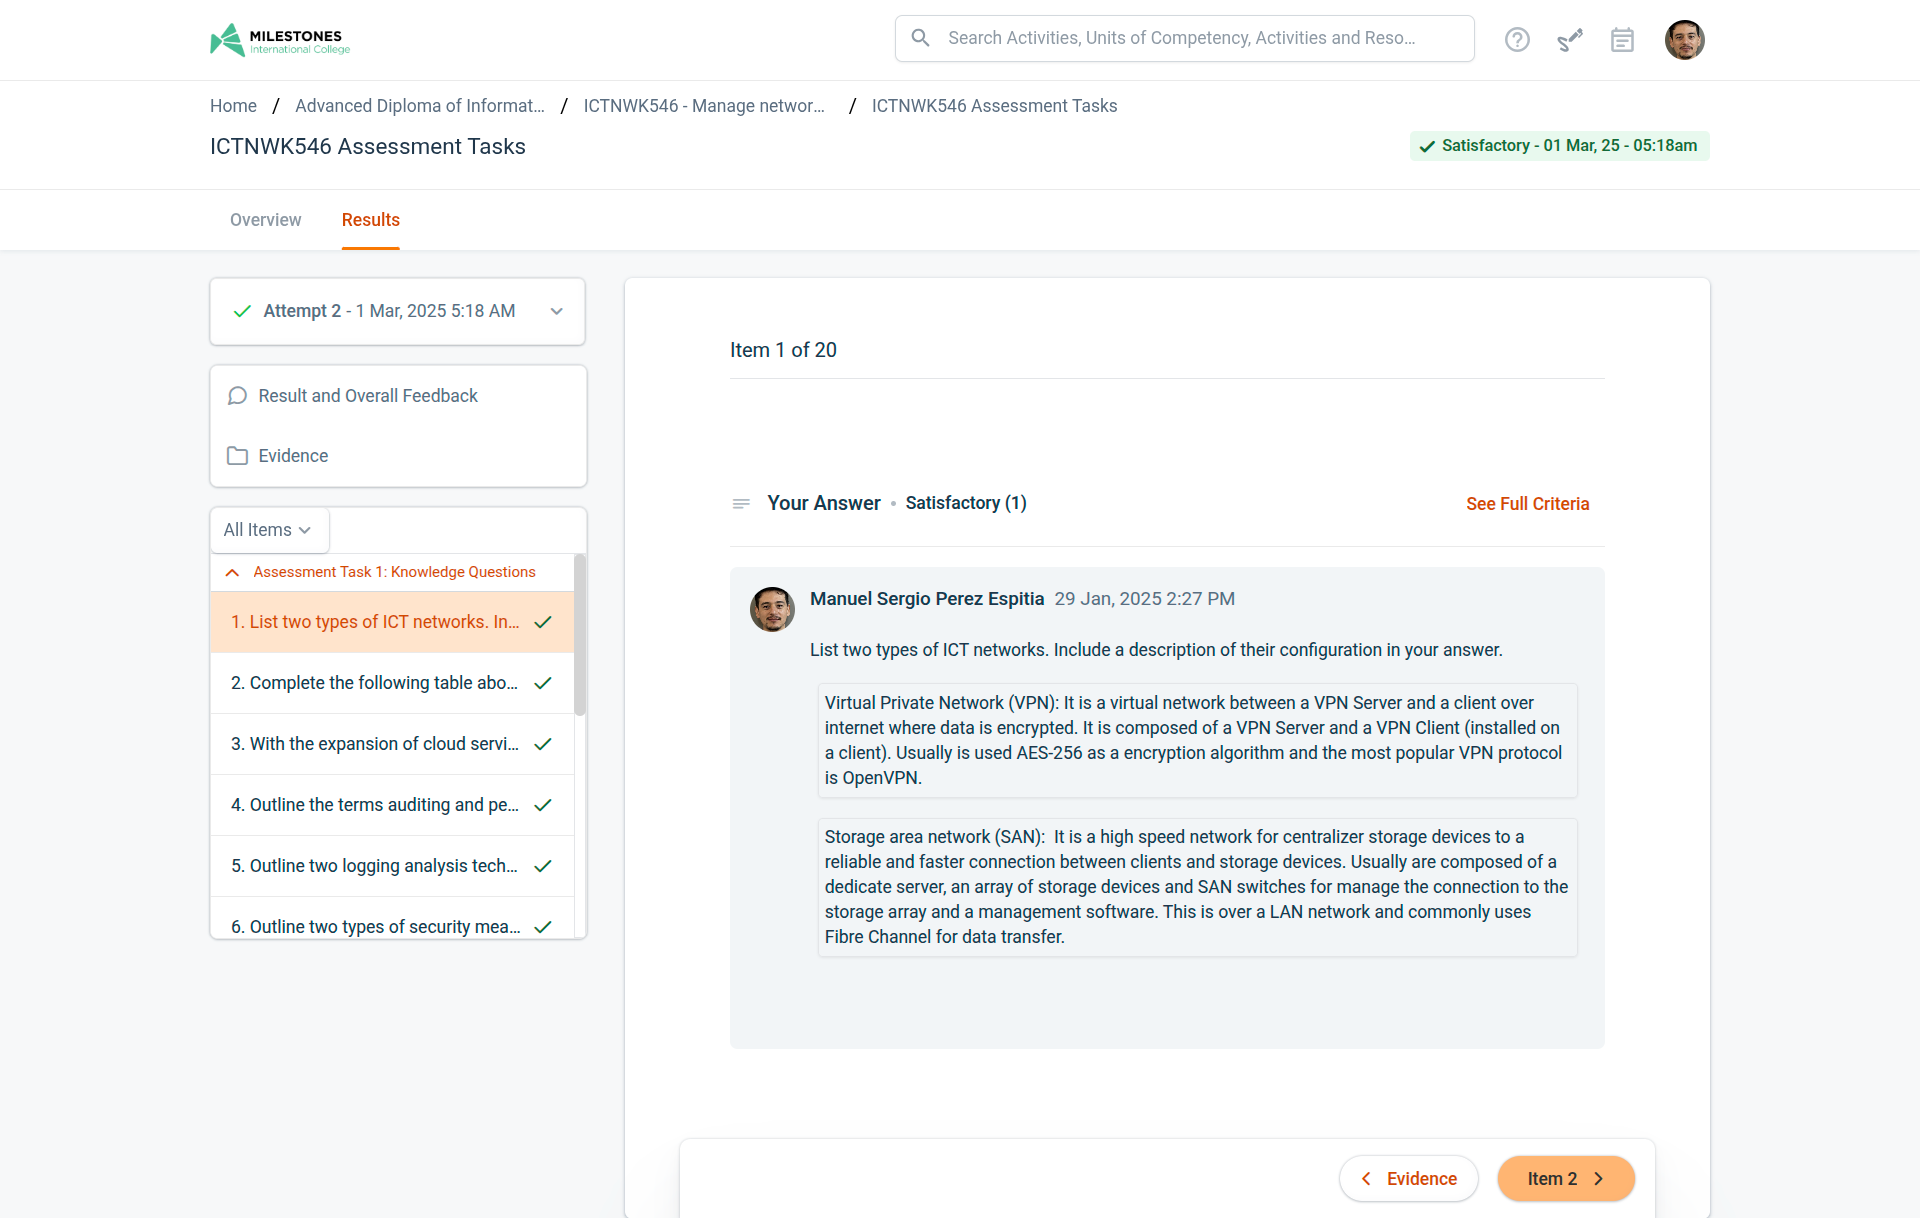 MILESTONES
International College
Search Activities, Units of Competency, Activities and Reso...
Home / Advanced Diploma of Informat... / ICTNWK546 - Manage networ... / ICTNWK546 Assessment Tasks
ICTNWK546 Assessment Tasks
Satisfactory - 01 Mar, 25 - 05:18am
Overview
Results
Attempt 2 - 1 Mar, 2025 5:18 AM
Result and Overall Feedback
Evidence
All Items
Assessment Task 1: Knowledge Questions
1. List two types of ICT networks. In...
2. Complete the following table abo...
3. With the expansion of cloud servi...
4. Outline the terms auditing and pe...
5. Outline two logging analysis tech...
6. Outline two types of security mea...
Item 1 of 20
Your Answer • Satisfactory (1)
See Full Criteria
Manuel Sergio Perez Espitia 29 Jan, 2025 2:27 PM
List two types of ICT networks. Include a description of their configuration in your answer.
Virtual Private Network (VPN): It is a virtual network between a VPN Server and a client over
internet where data is encrypted. It is composed of a VPN Server and a VPN Client (installed on
a client). Usually is used AES-256 as a encryption algorithm and the most popular VPN protocol
is OpenVPN.
Storage area network (SAN):  It is a high speed network for centralizer storage devices to a
reliable and faster connection between clients and storage devices. Usually are composed of a
dedicate server, an array of storage devices and SAN switches for manage the connection to the
storage array and a management software. This is over a LAN network and commonly uses
Fibre Channel for data transfer.
Evidence
Item 2